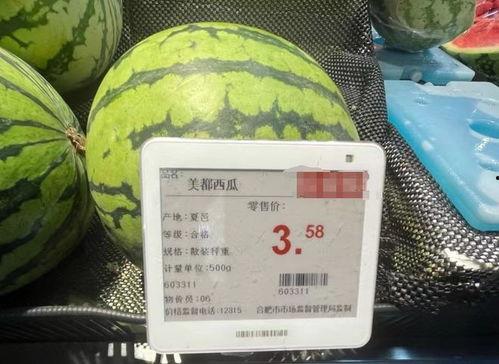 品名:
美都西瓜
零售价:
产地:夏邑
3.58
等级:合格
规格:散装秤重
计量单位:500g
603311
603311
物价员:06
价格监督电话:12315
合肥市市场监督管理局监制